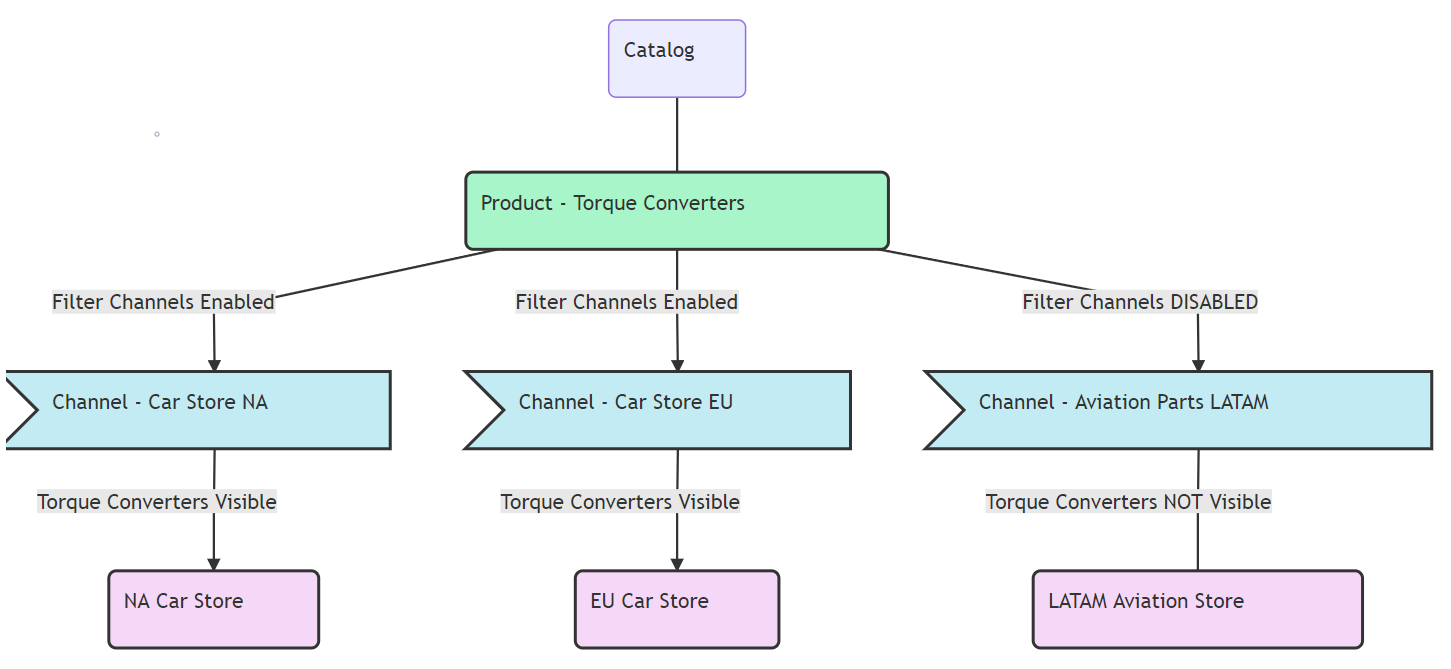 Catalog
Product - Torque Converters
Filter Channels Enabled
Filter Channels Enabled
Filter Channels DISABLED
Channel - Car Store NA
Channel - Car Store EU
Channel - Aviation Parts LATAM
Torque Converters Visible
Torque Converters Visible
Torque Converters NOT Visible
NA Car Store
EU Car Store
LATAM Aviation Store